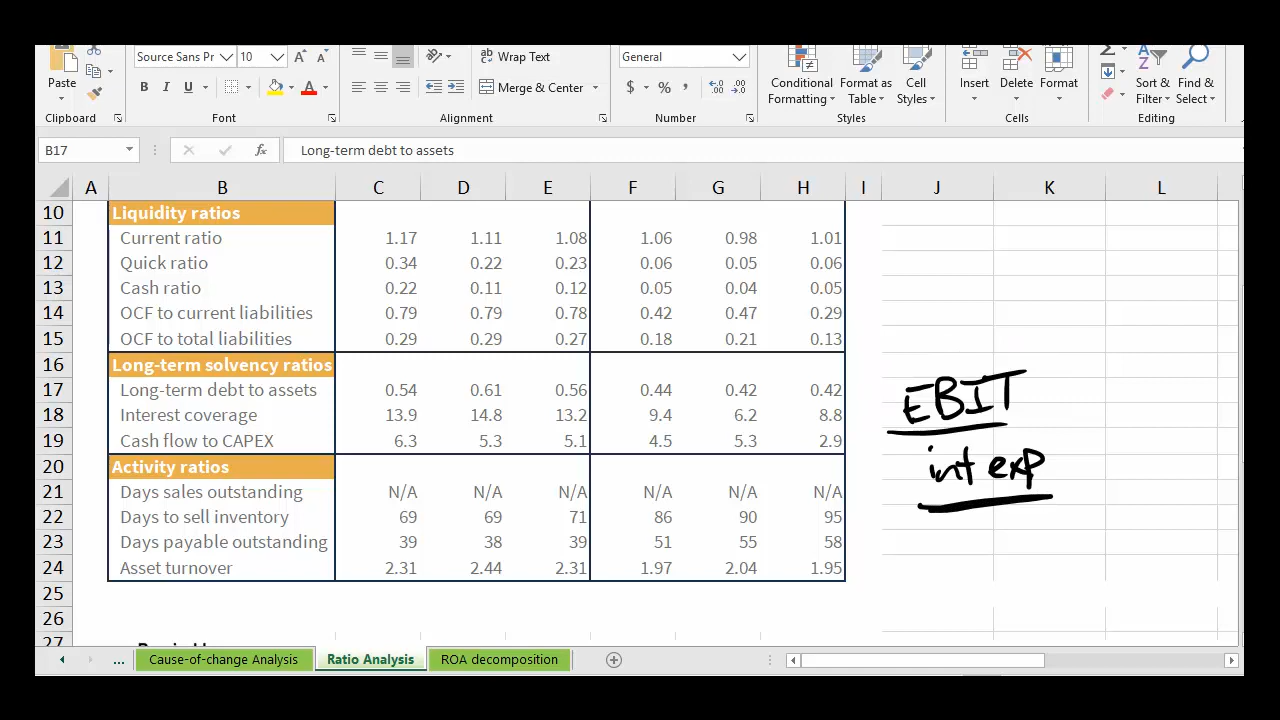 Source Sans Pr 10 A A Wrap Text General
Paste B I U A Merge & Center $ % , Conditional Formatting Format as Table Cell Styles Insert Delete Format Sort & Filter Find & Select
Clipboard Font Alignment Number Styles Cells Editing
B17 fx Long-term debt to assets
A B C D E F G H I J K L
10 Liquidity ratios
11 Current ratio 1.17 1.11 1.08 1.06 0.98 1.01
12 Quick ratio 0.34 0.22 0.23 0.06 0.05 0.06
13 Cash ratio 0.22 0.11 0.12 0.05 0.04 0.05
14 OCF to current liabilities 0.79 0.79 0.78 0.42 0.47 0.29
15 OCF to total liabilities 0.29 0.29 0.27 0.18 0.21 0.13
16 Long-term solvency ratios
17 Long-term debt to assets 0.54 0.61 0.56 0.44 0.42 0.42
18 Interest coverage 13.9 14.8 13.2 9.4 6.2 8.8
19 Cash flow to CAPEX 6.3 5.3 5.1 4.5 5.3 2.9
20 Activity ratios
21 Days sales outstanding N/A N/A N/A N/A N/A N/A
22 Days to sell inventory 69 69 71 86 90 95
23 Days payable outstanding 39 38 39 51 55 58
24 Asset turnover 2.31 2.44 2.31 1.97 2.04 1.95
EBIT
int exp
25
26
27
... Cause-of-change Analysis Ratio Analysis ROA decomposition